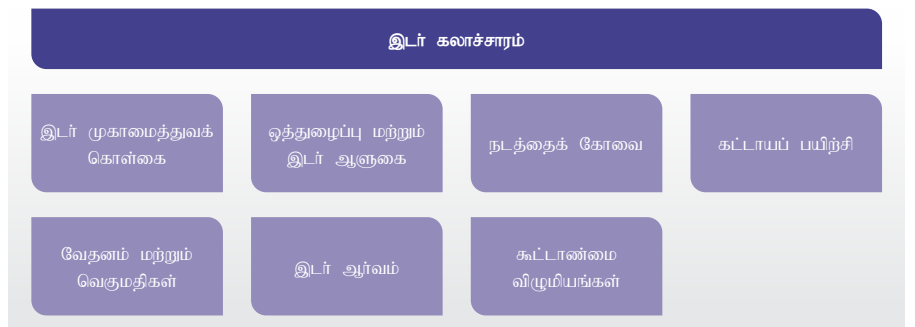 இடர் கலாச்சாரம்
இடர் முகாமைத்துவக்
கொள்கை
ஒத்துழைப்பு மற்றும்
இடர் ஆளுகை
நடத்தைக் கோவை
கட்டாயப் பயிற்சி
வேதனம் மற்றும்
வெகுமதிகள்
இடர் ஆர்வம்
கூட்டாண்மை
விழுமியங்கள்